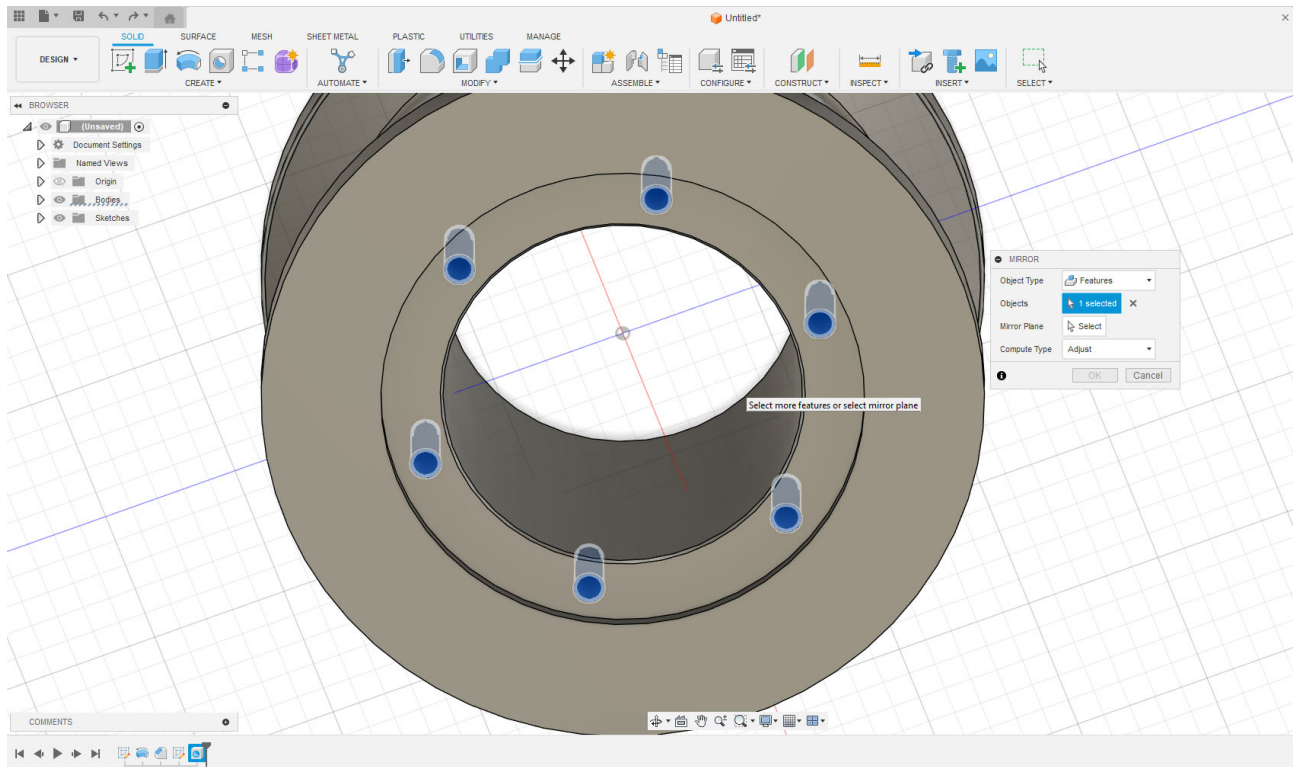 Untitled*
SOLID SURFACE MESH SHEET METAL PLASTIC UTILITIES MANAGE
DESIGN
CREATE AUTOMATE MODIFY ASSEMBLE CONFIGURE CONSTRUCT INSPECT INSERT SELECT
BROWSER
(Unsaved)
Document Settings
Named Views
Origin
Bodies
Sketches
MIRROR
Object Type Features
Objects 1 selected
Mirror Plane Select
Compute Type Adjust
OK Cancel
Select more features or select mirror plane
COMMENTS